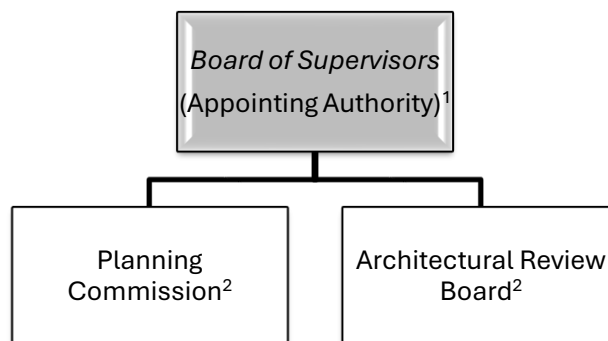 Board of Supervisors
(Appointing Authority)¹
Planning
Commission²
Architectural Review
Board²